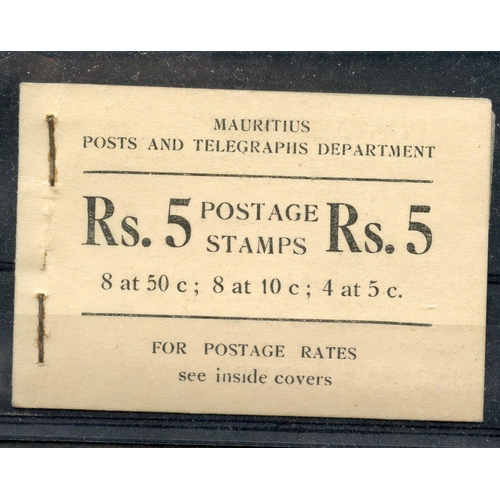 MAURITIUS
POSTS AND TELEGRAPHS DEPARTMENT
Rs. 5 POSTAGE STAMPS Rs. 5
8 at 50 c ; 8 at 10 c ; 4 at 5 c.
FOR POSTAGE RATES
see inside covers